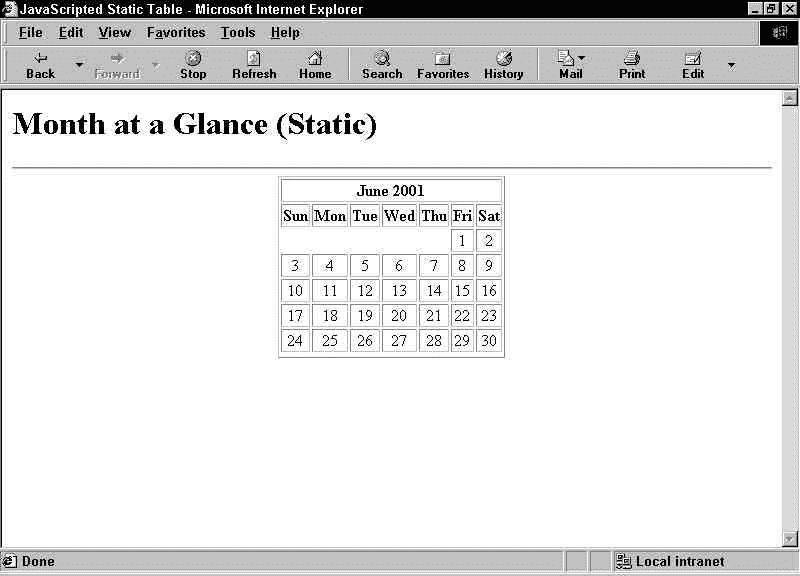 JavaScripted Static Table - Microsoft Internet Explorer
File Edit View Favorites Tools Help
Back Forward Stop Refresh Home Search Favorites History Mail Print Edit
Month at a Glance (Static)
June 2001
Sun Mon Tue Wed Thu Fri Sat
1 2
3 4 5 6 7 8 9
10 11 12 13 14 15 16
17 18 19 20 21 22 23
24 25 26 27 28 29 30
Done Local intranet